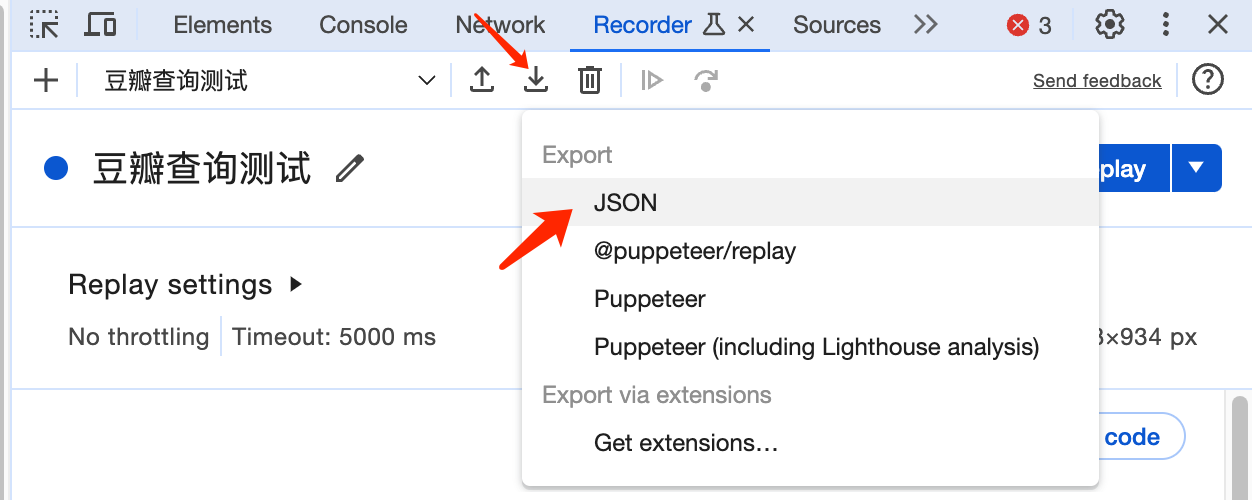 Elements Console Network Recorder Sources 3
豆瓣查询测试 Send feedback
豆瓣查询测试
Export
JSON
@puppeteer/replay
Puppeteer
Puppeteer (including Lighthouse analysis)
Export via extensions
Get extensions…
play
Replay settings
No throttling Timeout: 5000 ms
×934 px
code